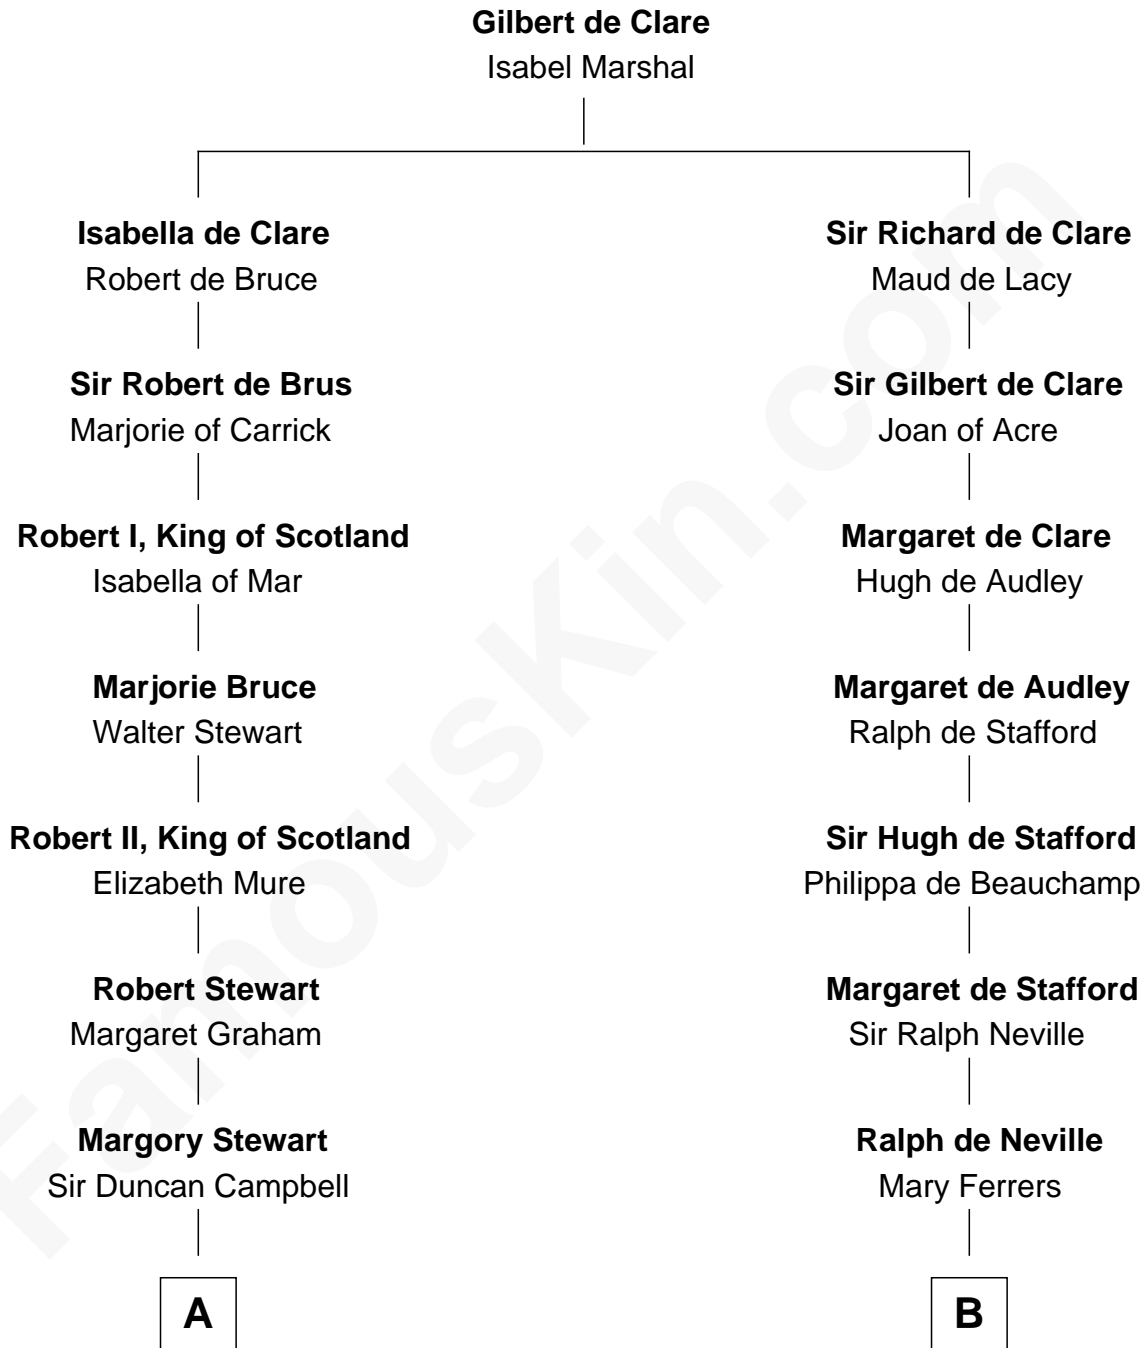 Gilbert de Clare
Isabel Marshal
Isabella de Clare
Robert de Bruce
Sir Richard de Clare
Maud de Lacy
Sir Robert de Brus
Marjorie of Carrick
Sir Gilbert de Clare
Joan of Acre
Robert I, King of Scotland
Isabella of Mar
Margaret de Clare
Hugh de Audley
Marjorie Bruce
Walter Stewart
Margaret de Audley
Ralph de Stafford
Robert II, King of Scotland
Elizabeth Mure
Sir Hugh de Stafford
Philippa de Beauchamp
Robert Stewart
Margaret Graham
Margaret de Stafford
Sir Ralph Neville
Margory Stewart
Sir Duncan Campbell
Ralph de Neville
Mary Ferrers
A
B
FamousKin.com